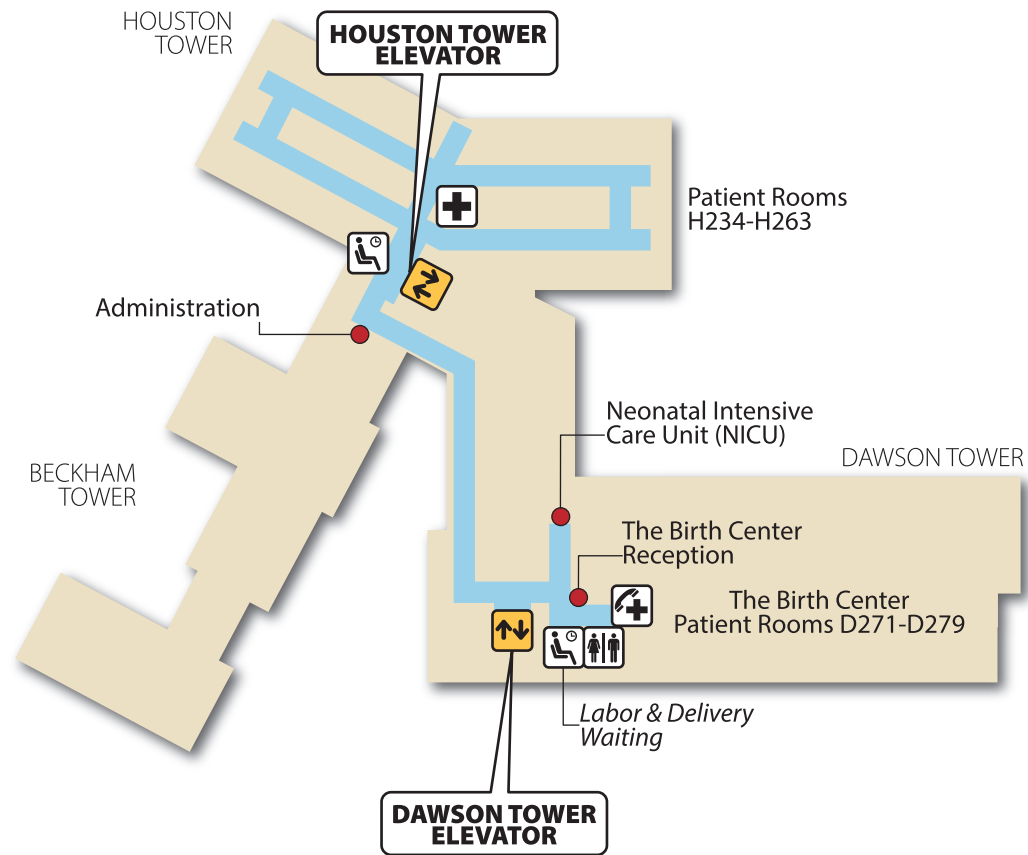 HOUSTON
TOWER
HOUSTON TOWER
ELEVATOR
Patient Rooms
H234-H263
Administration
Neonatal Intensive
Care Unit (NICU)
DAWSON TOWER
BECKHAM
TOWER
The Birth Center
Reception
The Birth Center
Patient Rooms D271-D279
Labor & Delivery
Waiting
DAWSON TOWER
ELEVATOR